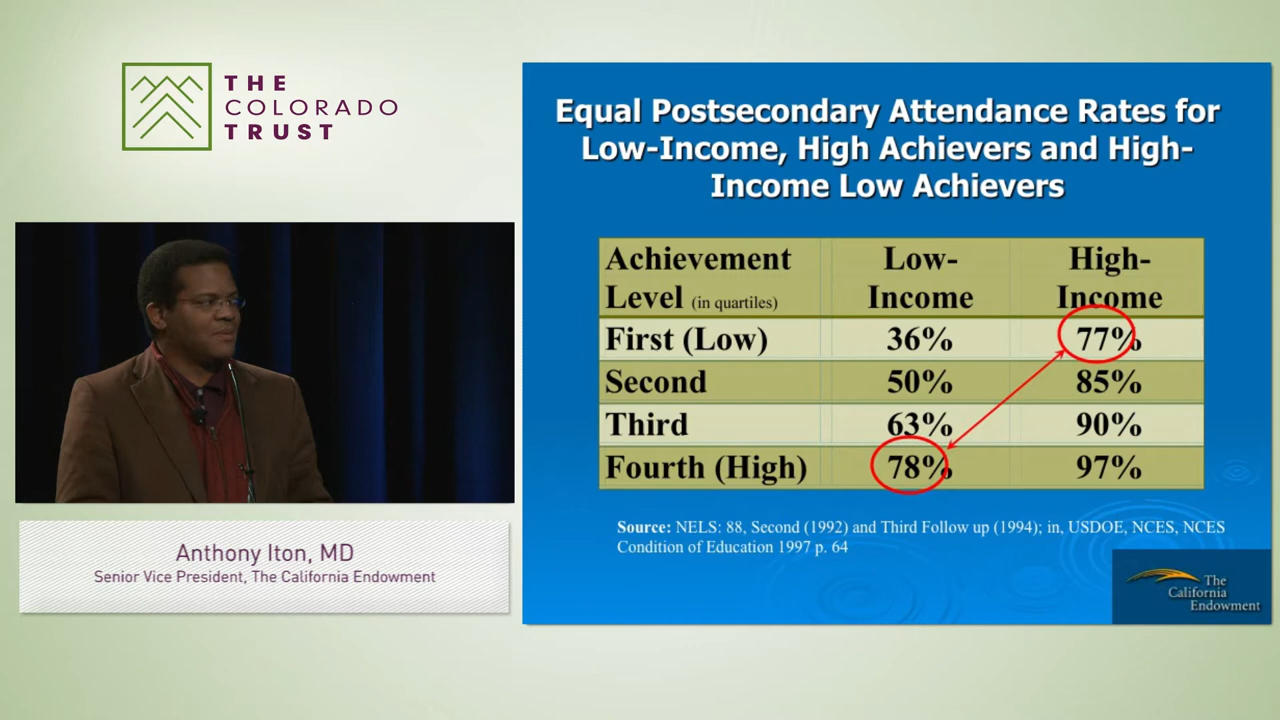 THE
COLORADO
TRUST
Anthony Iton, MD
Senior Vice President, The California Endowment
Equal Postsecondary Attendance Rates for
Low-Income, High Achievers and High-
Income Low Achievers
Achievement Level (in quartiles) Low-Income High-Income
First (Low) 36% 77%
Second 50% 85%
Third 63% 90%
Fourth (High) 78% 97%
Source: NELS: 88, Second (1992) and Third Follow up (1994); in, USDOE, NCES, NCES
Condition of Education 1997 p. 64
The
California
Endowment